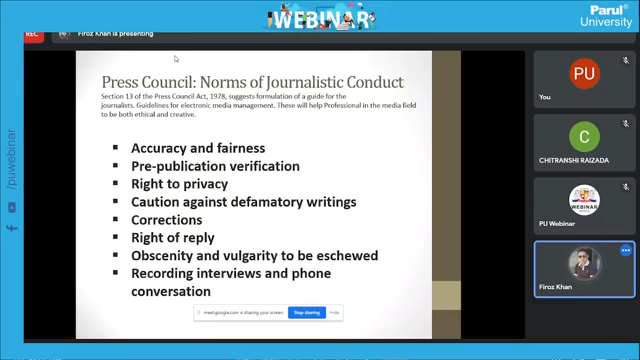 WEBINAR
Parul®
University
REC
Firoz Khan is presenting
Press Council: Norms of Journalistic Conduct
Section 13 of the Press Council Act, 1978, suggests formulation of a guide for the
journalists. Guidelines for electronic media management. These will help Professional in the media field
to be both ethical and creative.
Accuracy and fairness
Pre-publication verification
Right to privacy
Caution against defamatory writings
Corrections
Right of reply
Obscenity and vulgarity to be eschewed
Recording interviews and phone
conversation
meet.google.com is sharing your screen.
Stop sharing
Hide
PU
You
C
CHITRANSHI RAIZADA
WEBINAR
PU Webinar
Firoz Khan
/puwebinar